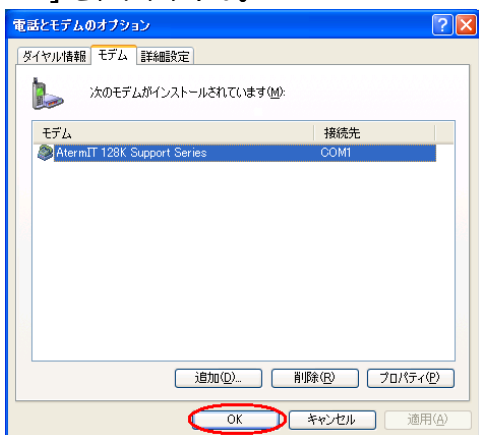 電話とモデムのオプション
ダイヤル情報 モデム 詳細設定
次のモデムがインストールされています(M):
モデム 接続先
AtermIT 128K Support Series COM1
追加(D)... 削除(R) プロパティ(P)
OK キャンセル 適用(A)